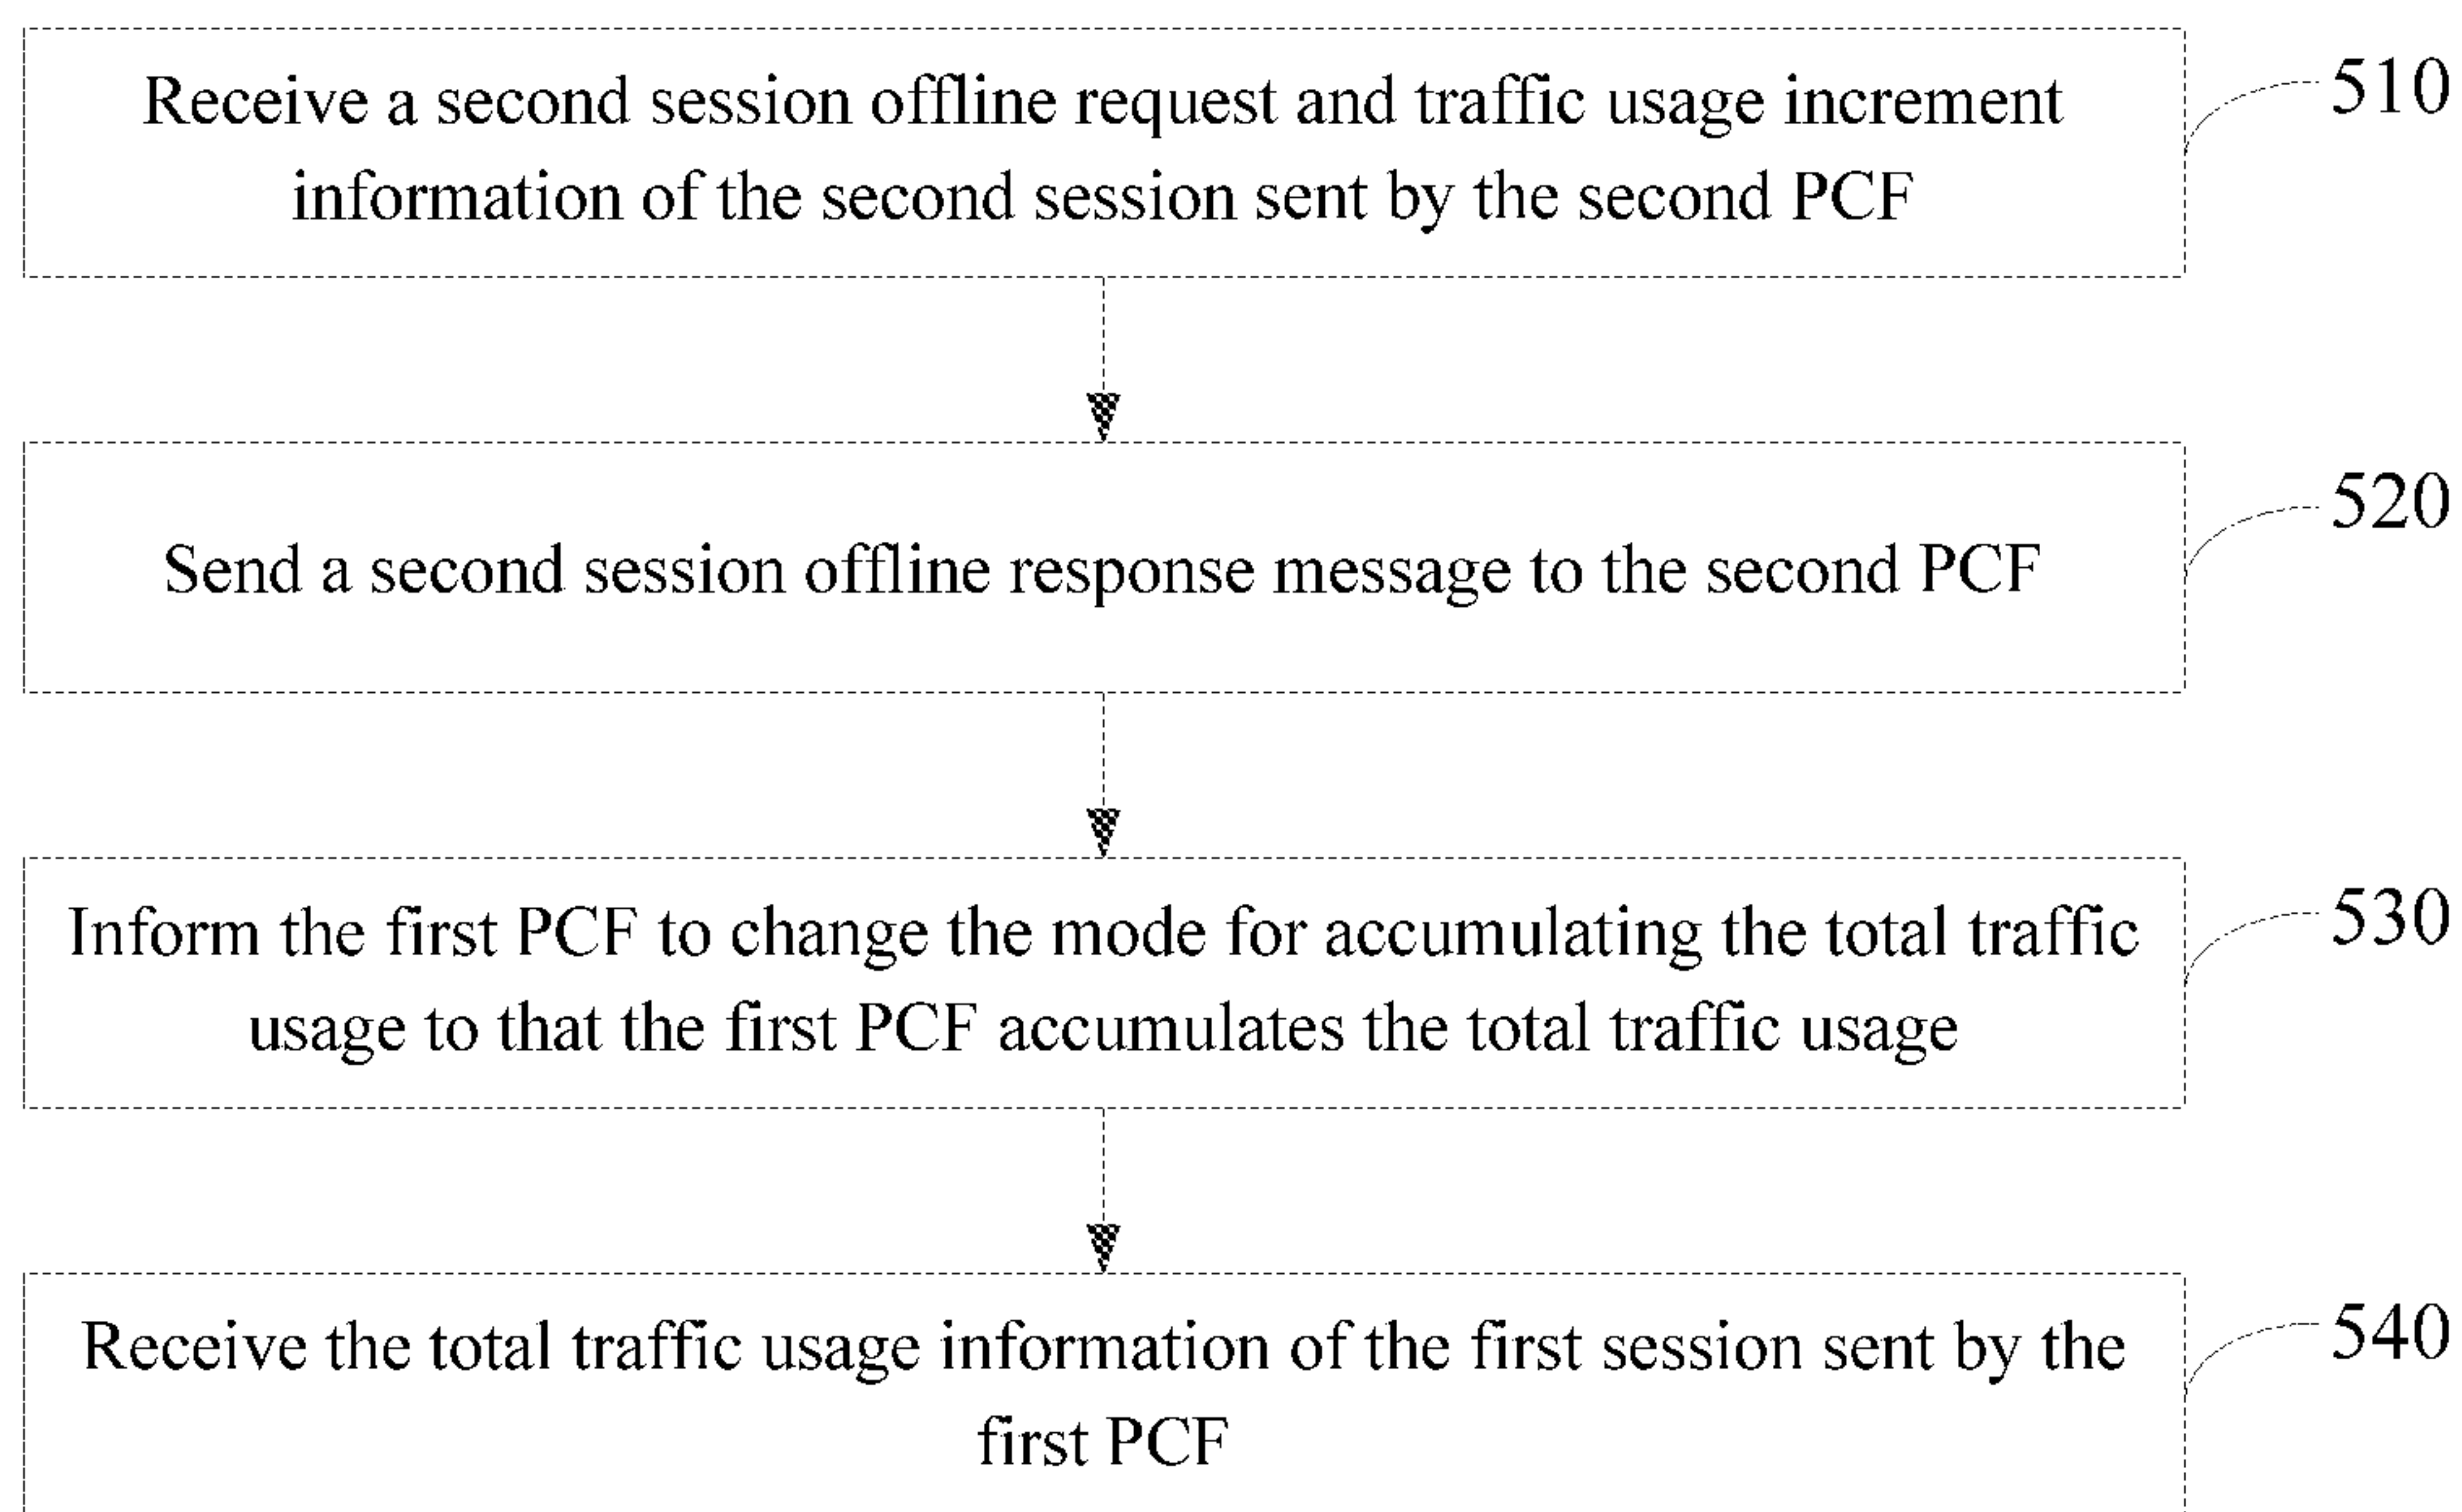 Receive a second session offline request and traffic usage increment
information of the second session sent by the second PCF
510
Send a second session offline response message to the second PCF
520
Inform the first PCF to change the mode for accumulating the total traffic
usage to that the first PCF accumulates the total traffic usage
530
Receive the total traffic usage information of the first session sent by the
first PCF
540